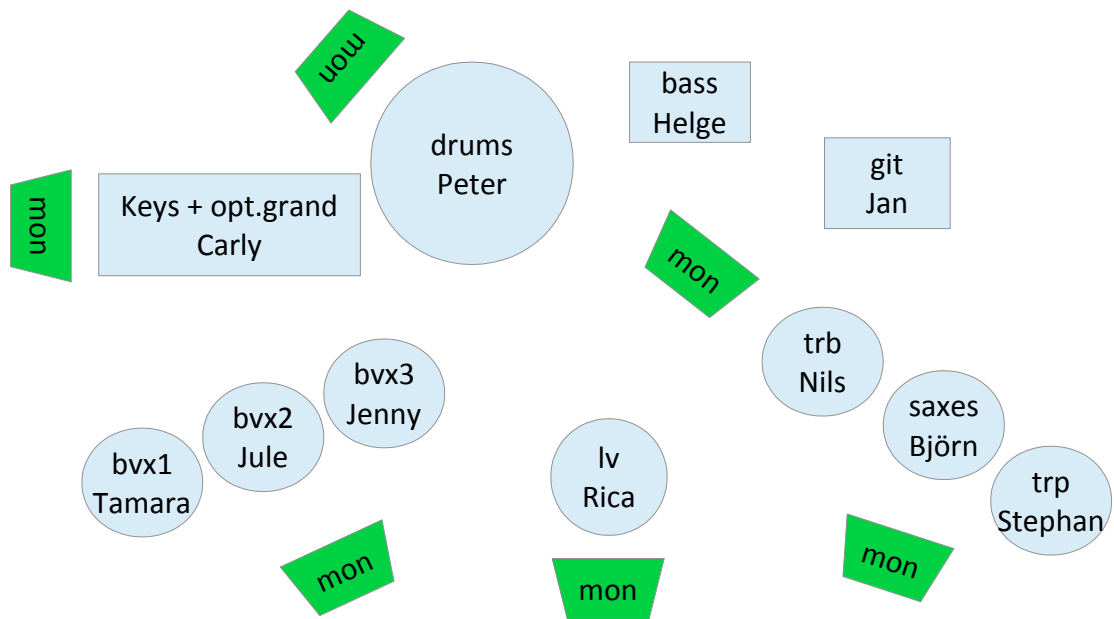 mon
bass
Helge
drums
Peter
git
Jan
mon
Keys + opt.grand
Carly
mon
trb
Nils
bvx3
Jenny
bvx2
Jule
saxes
Björn
bvx1
Tamara
lv
Rica
trp
Stephan
mon
mon
mon